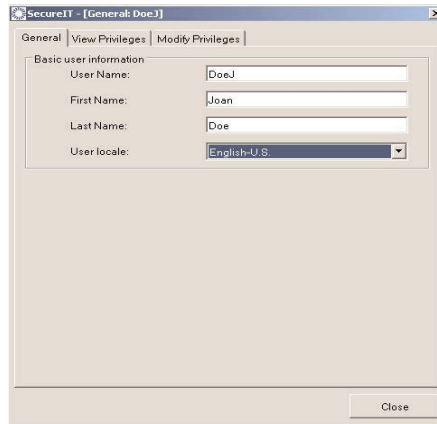 SecureIT - [General: DoeJ]
General View Privileges Modify Privileges
Basic user information
User Name: DoeJ
First Name: Joan
Last Name: Doe
User locale: English-U.S.
Close